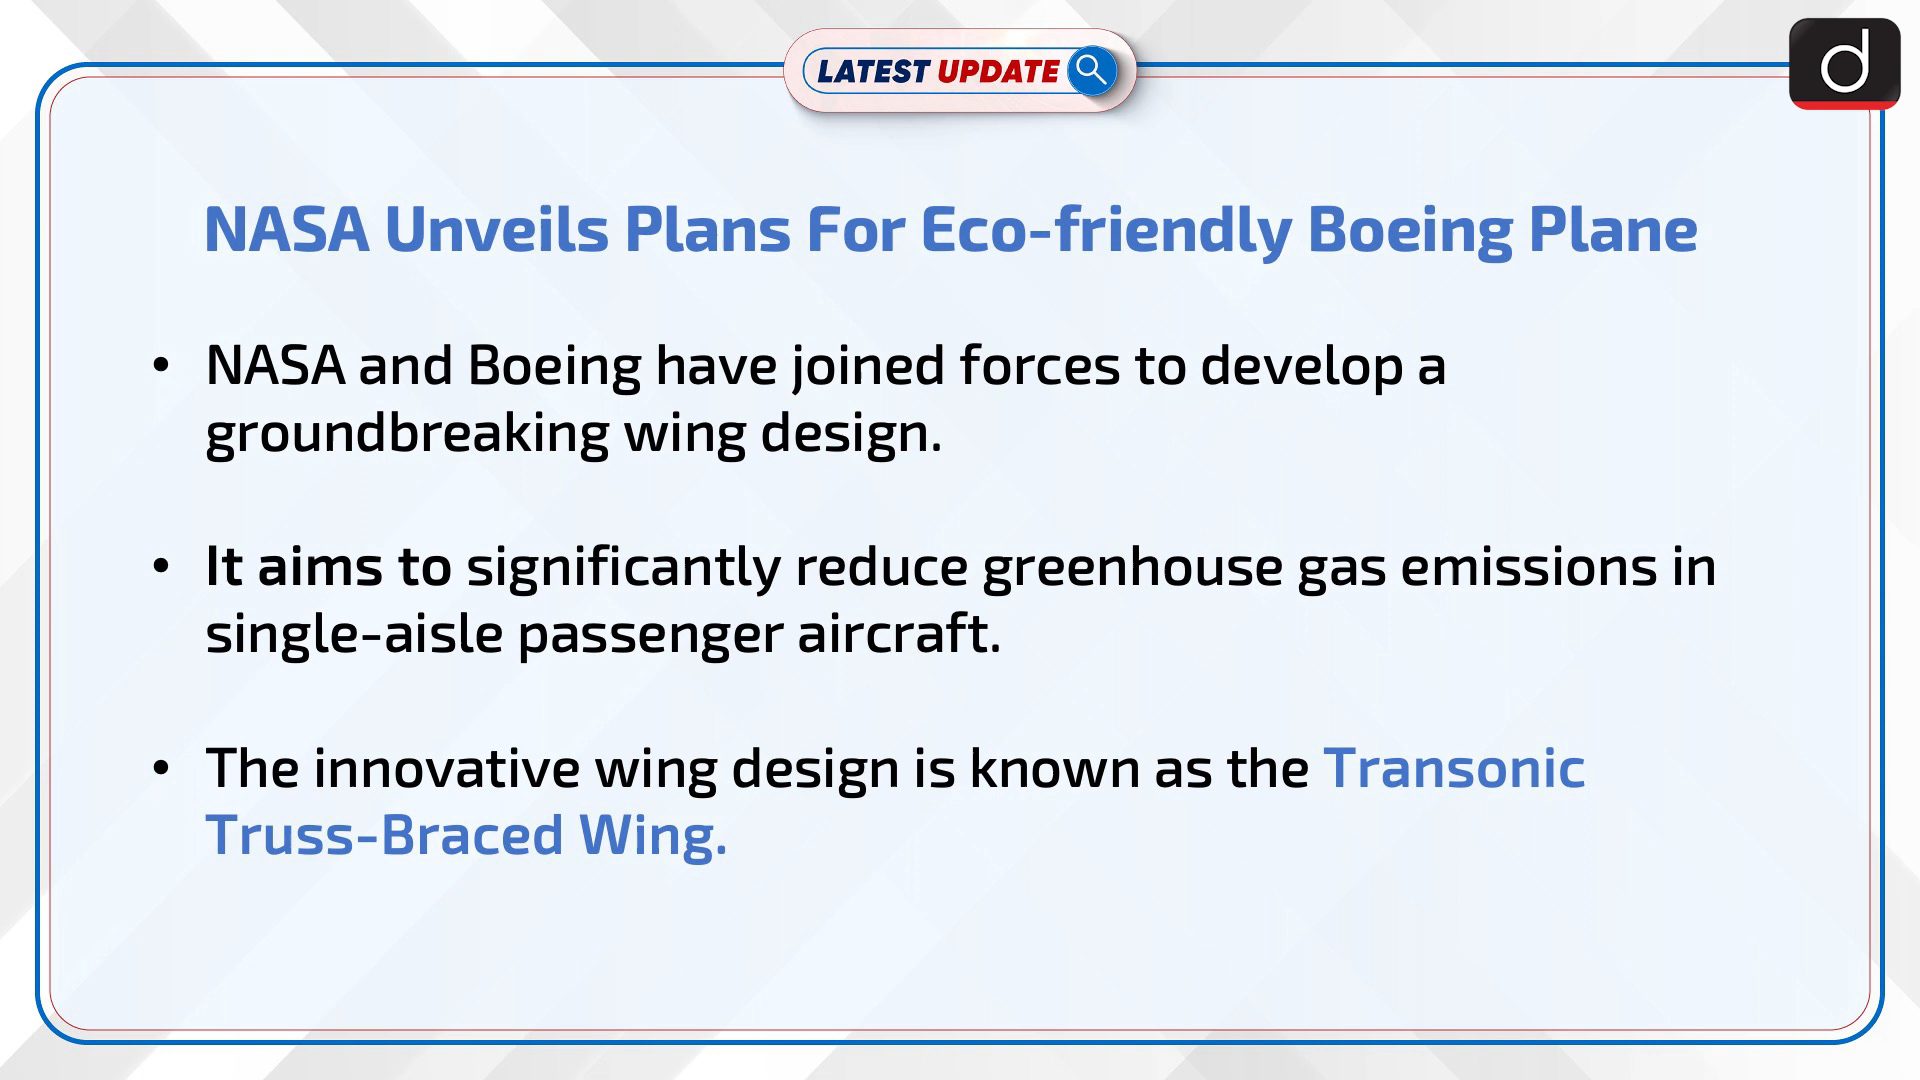 LATEST UPDATE
d
NASA Unveils Plans For Eco-friendly Boeing Plane
• NASA and Boeing have joined forces to develop a
groundbreaking wing design.
• It aims to significantly reduce greenhouse gas emissions in
single-aisle passenger aircraft.
• The innovative wing design is known as the Transonic
Truss-Braced Wing.